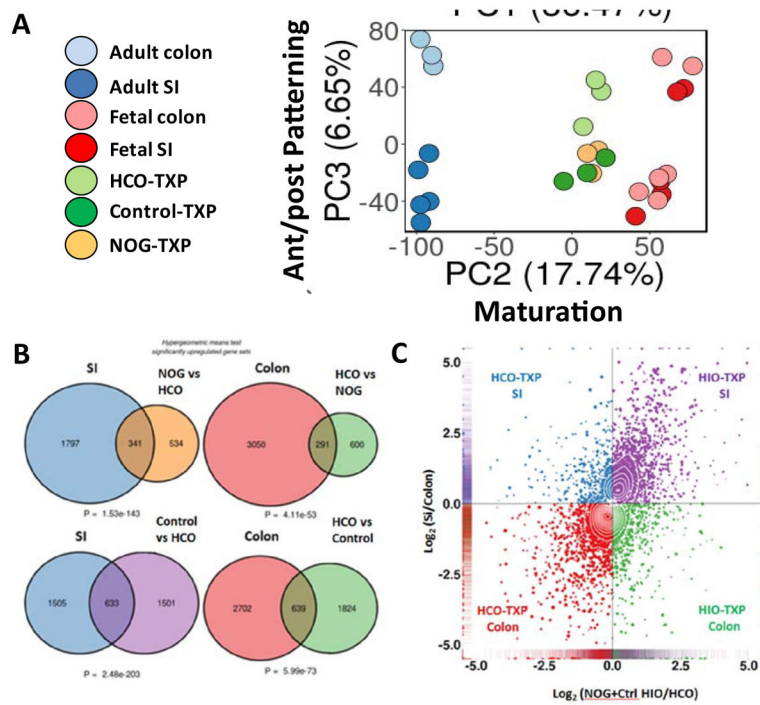 A
Adult colon
Adult SI
Fetal colon
Fetal SI
HCO-TXP
Control-TXP
NOG-TXP
Ant/post Patterning
PC3 (6.65%)
80
40
0
-40
-100
-50
0
50
PC2 (17.74%)
Maturation
B
Hypergeometric means test
significantly upregulated gene sets
SI
NOG vs
HCO
1797
341
534
P = 1.53e-143
Colon
HCO vs
NOG
3050
291
600
P = 4.11e-53
SI
Control
vs HCO
1505
633
1501
P = 2.48e-203
Colon
HCO vs
Control
2702
639
1824
P = 5.99e-73
C
5.0
2.5
0.0
-2.5
-5.0
Log2 (Si/Colon)
HCO-TXP
SI
HIO-TXP
SI
HCO-TXP
Colon
HIO-TXP
Colon
-5.0
-2.5
0.0
2.5
5.0
Log2 (NOG+Ctrl HIO/HCO)